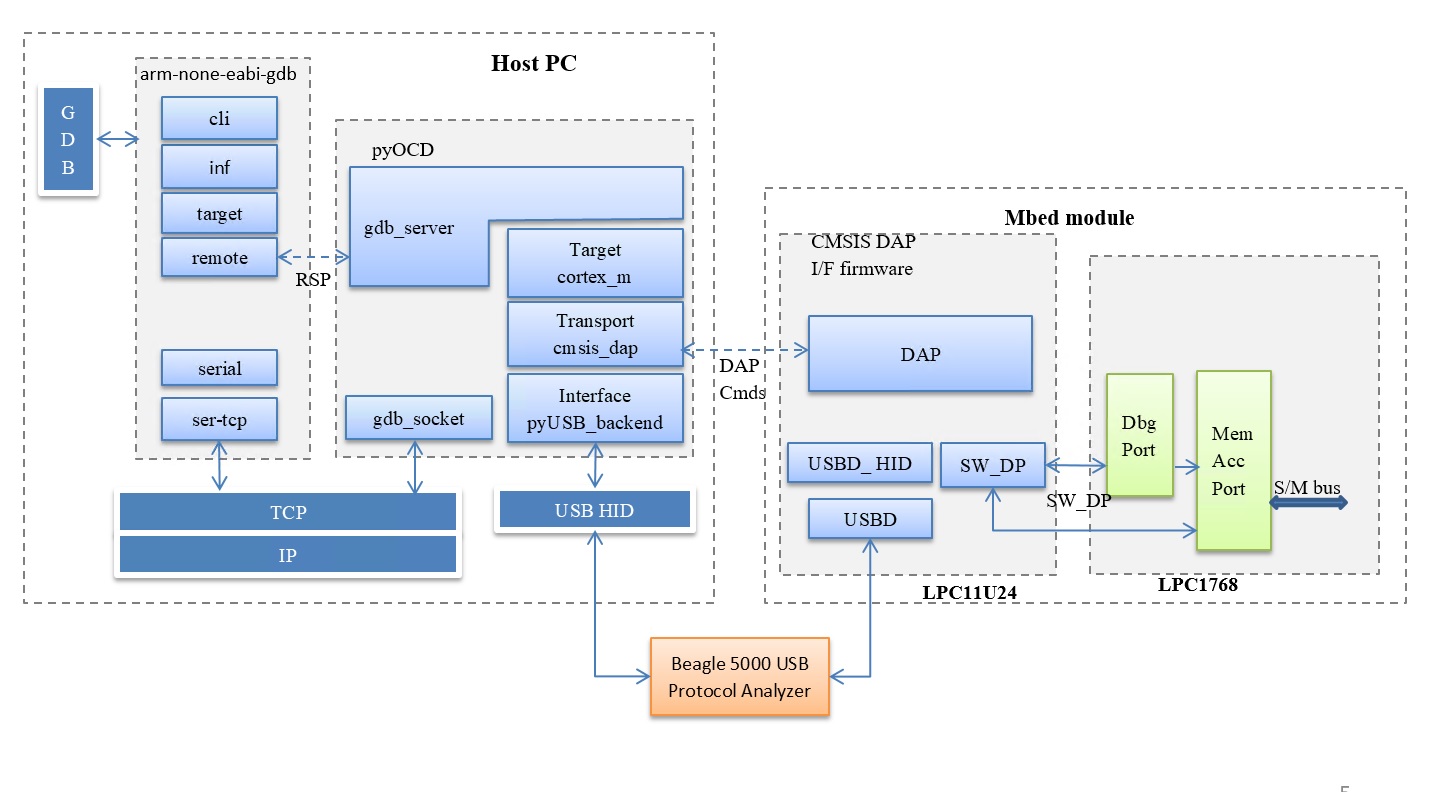 Host PC
arm-none-eabi-gdb
G
D
B
cli
inf
target
remote
RSP
serial
ser-tcp
pyOCD
gdb_server
Target
cortex_m
Transport
cmsis_dap
Interface
pyUSB_backend
gdb_socket
TCP
IP
USB HID
DAP
Cmds
Mbed module
CMSIS DAP
I/F firmware
DAP
USBD_ HID
SW_DP
USBD
SW_DP
LPC11U24
Dbg
Port
Mem
Acc
Port
S/M bus
LPC1768
Beagle 5000 USB
Protocol Analyzer